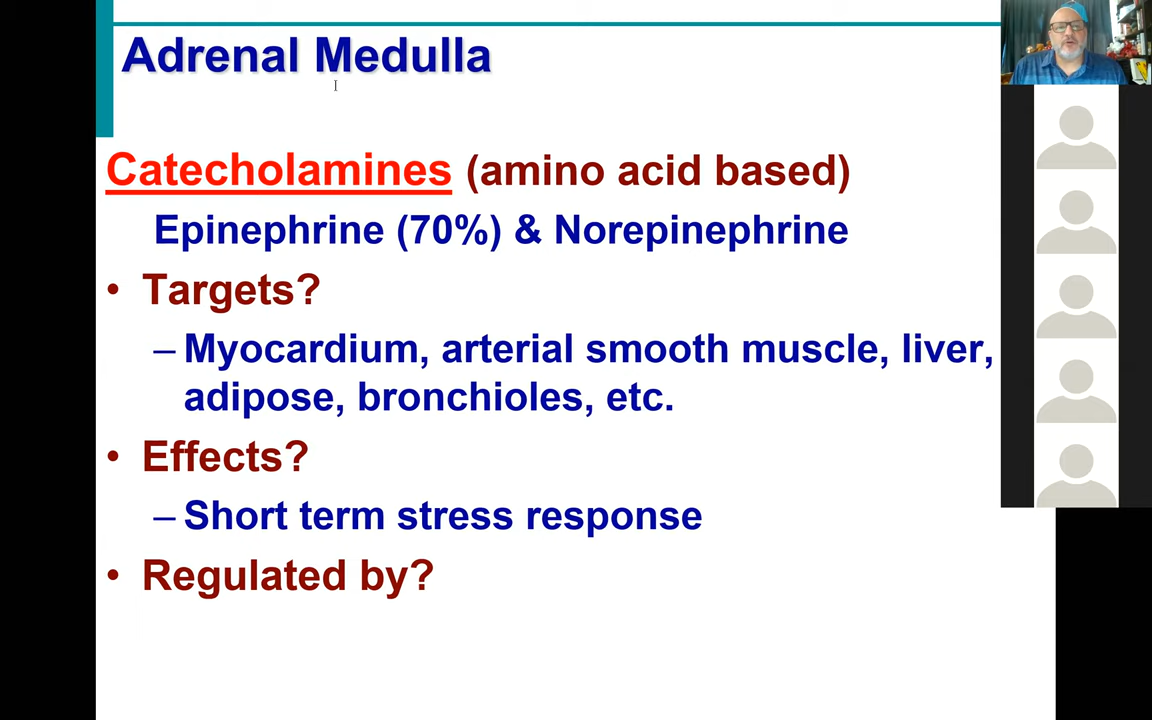 Adrenal Medulla
Catecholamines (amino acid based)
Epinephrine (70%) & Norepinephrine
• Targets?
– Myocardium, arterial smooth muscle, liver,
adipose, bronchioles, etc.
• Effects?
– Short term stress response
• Regulated by?